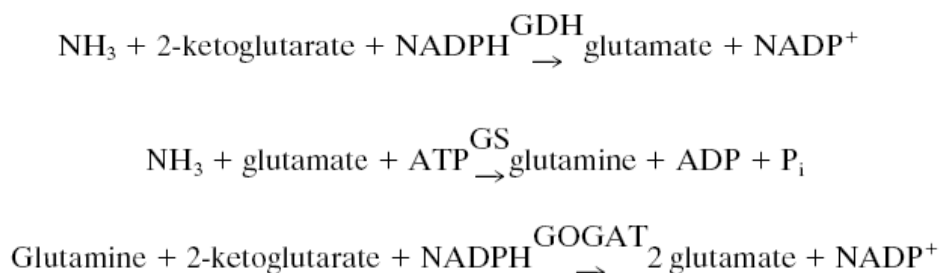 NH₃ + 2-ketoglutarate + NADPH GDH → glutamate + NADP⁺
NH₃ + glutamate + ATP GS → glutamine + ADP + Pᵢ
Glutamine + 2-ketoglutarate + NADPH GOGAT → 2 glutamate + NADP⁺